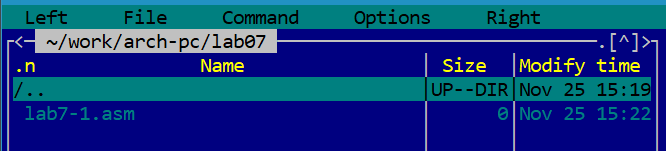 Left File Command Options Right
<- ~/work/arch-pc/lab07 .[^]>
.n Name Size Modify time
/.. UP--DIR Nov 25 15:19
lab7-1.asm 0 Nov 25 15:22